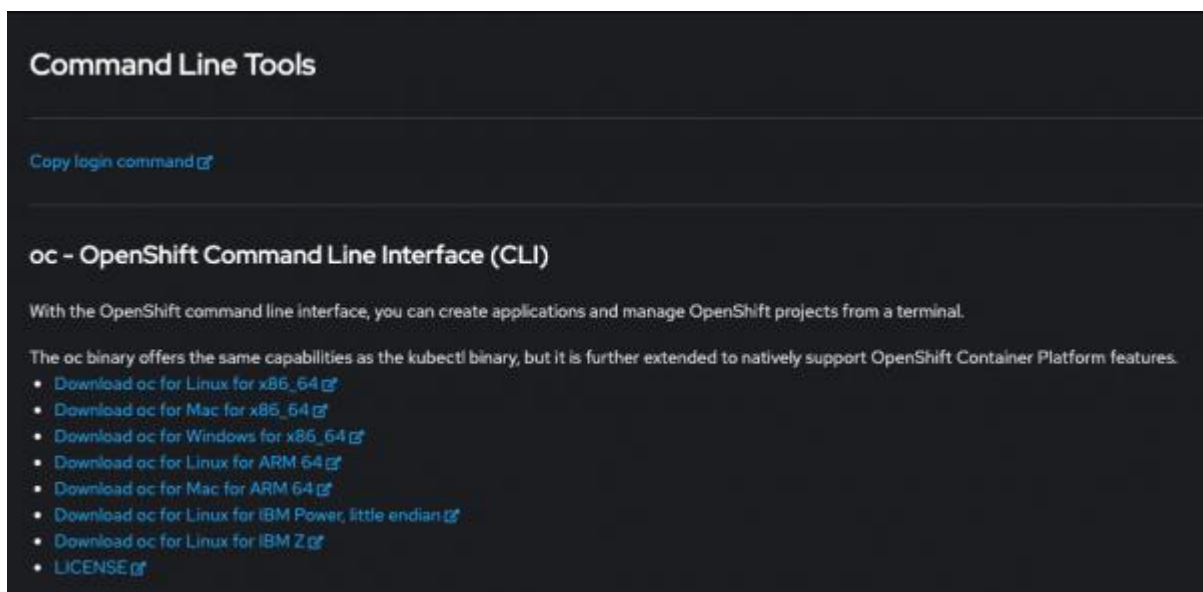 Command Line Tools
Copy login command
oc - OpenShift Command Line Interface (CLI)
With the OpenShift command line interface, you can create applications and manage OpenShift projects from a terminal.
The oc binary offers the same capabilities as the kubectl binary, but it is further extended to natively support OpenShift Container Platform features.
Download oc for Linux for x86_64
Download oc for Mac for x86_64
Download oc for Windows for x86_64
Download oc for Linux for ARM 64
Download oc for Mac for ARM 64
Download oc for Linux for IBM Power, little endian
Download oc for Linux for IBM Z
LICENSE